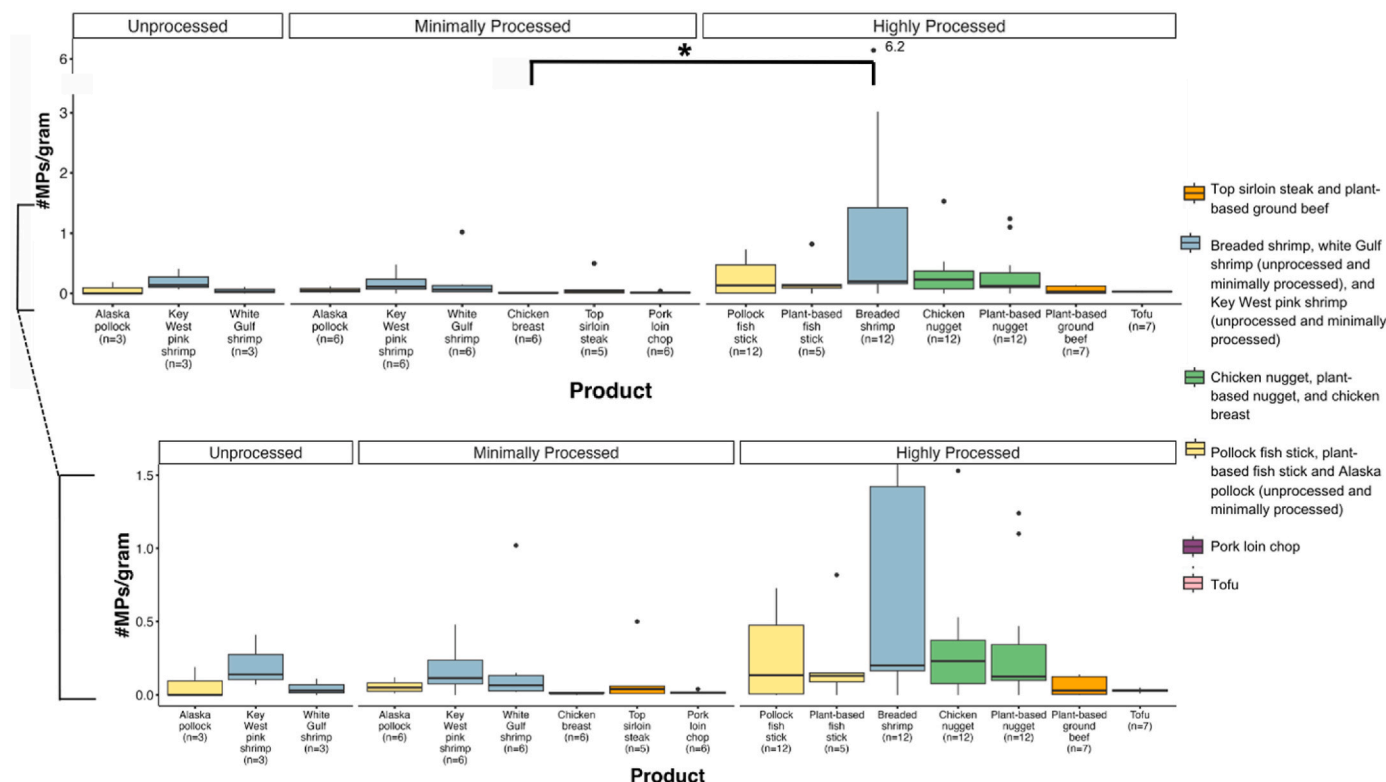 Unprocessed
Minimally Processed
Highly Processed
6
6.2
*
3
2
1
0
#MPs/gram
Alaska
pollock
(n=3)
Key
West
pink
shrimp
(n=3)
White
Gulf
shrimp
(n=3)
Alaska
pollock
(n=6)
Key
West
pink
shrimp
(n=6)
White
Gulf
shrimp
(n=6)
Chicken
breast
(n=6)
Top
sirloin
steak
(n=5)
Pork
loin
chop
(n=6)
Pollock
fish
stick
(n=12)
Plant-based
fish
stick
(n=5)
Breaded
shrimp
(n=12)
Chicken
nugget
(n=12)
Plant-based
nugget
(n=12)
Plant-based
ground
beef
(n=7)
Tofu
(n=7)
Product
Top sirloin steak and plant-
based ground beef
Breaded shrimp, white Gulf
shrimp (unprocessed and
minimally processed), and
Key West pink shrimp
(unprocessed and minimally
processed)
Chicken nugget, plant-
based nugget, and chicken
breast
Pollock fish stick, plant-
based fish stick and Alaska
pollock (unprocessed and
minimally processed)
Pork loin chop
Tofu
Unprocessed
Minimally Processed
Highly Processed
1.5
1.0
0.5
0.0
#MPs/gram
Alaska
pollock
(n=3)
Key
West
pink
shrimp
(n=3)
White
Gulf
shrimp
(n=3)
Alaska
pollock
(n=6)
Key
West
pink
shrimp
(n=6)
White
Gulf
shrimp
(n=6)
Chicken
breast
(n=6)
Top
sirloin
steak
(n=5)
Pork
loin
chop
(n=6)
Pollock
fish
stick
(n=12)
Plant-based
fish
stick
(n=5)
Breaded
shrimp
(n=12)
Chicken
nugget
(n=12)
Plant-based
nugget
(n=12)
Plant-based
ground
beef
(n=7)
Tofu
(n=7)
Product